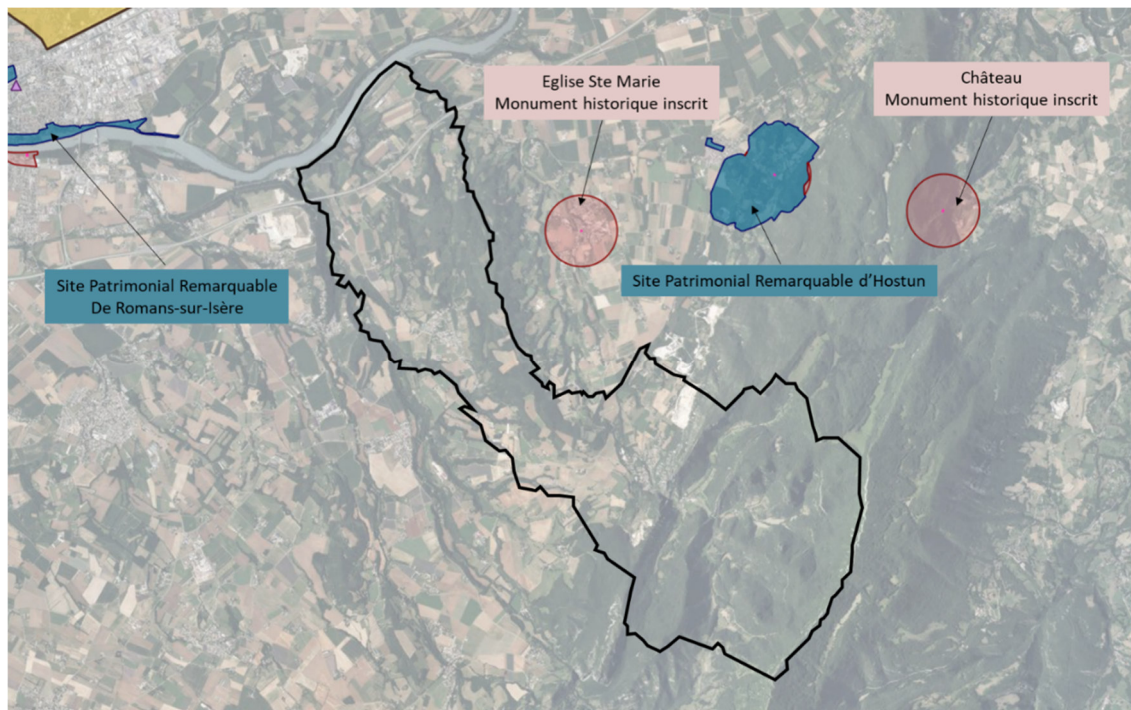 Eglise Ste Marie
Monument historique inscrit
Château
Monument historique inscrit
Site Patrimonial Remarquable
De Romans-sur-Isère
Site Patrimonial Remarquable d’Hostun